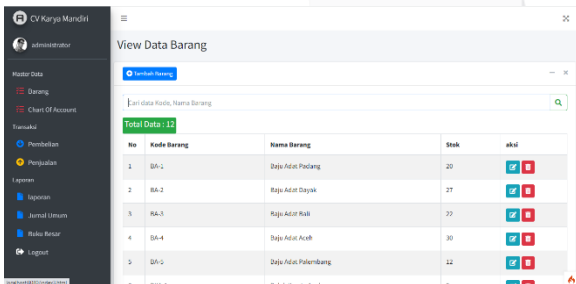 CV Karya Mandiri
administrator
Master Data
Barang
Chart Of Account
Transaksi
Pembelian
Penjualan
Laporan
laporan
Jurnal Umum
Buku Besar
Logout
View Data Barang
Tambah Barang
Cari data Kode, Nama Barang
Total Data : 12
No Kode Barang Nama Barang Stok aksi
1 BA-1 Baju Adat Padang 20
2 BA-2 Baju Adat Dayak 27
3 BA-3 Baju Adat Bali 22
4 BA-4 Baju Adat Aceh 30
5 BA-5 Baju Adat Palembang 12